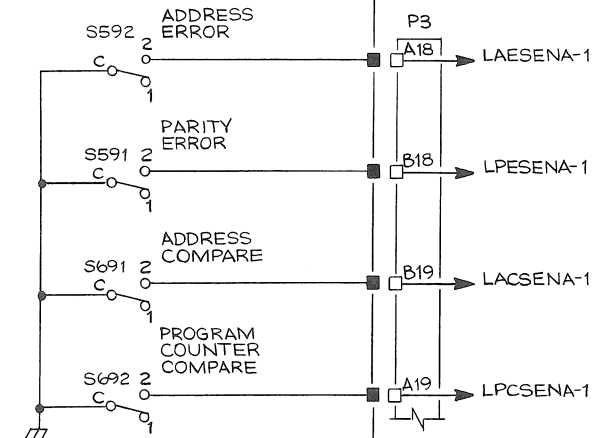 ADDRESS
ERROR
S592
2
C
1
P3
A18
LAESENA-1
PARITY
ERROR
S591
2
C
1
B18
LPESENA-1
ADDRESS
COMPARE
S691
2
C
1
B19
LACSENA-1
PROGRAM
COUNTER
COMPARE
S692
2
C
1
A19
LPCSENA-1